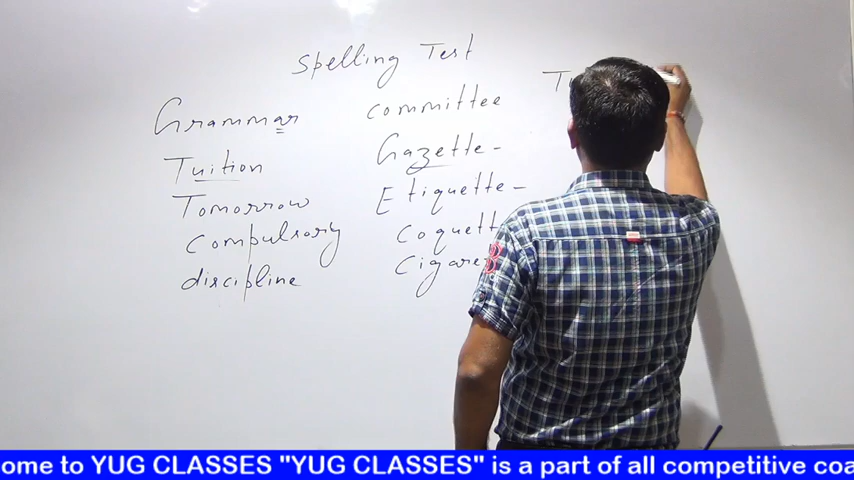 Spelling Test
Grammar
Tuition
Tomorrow
Compulsory
discipline
committee
Gazette-
Etiquette-
ome to YUG CLASSES "YUG CLASSES" is a part of all competitive coa